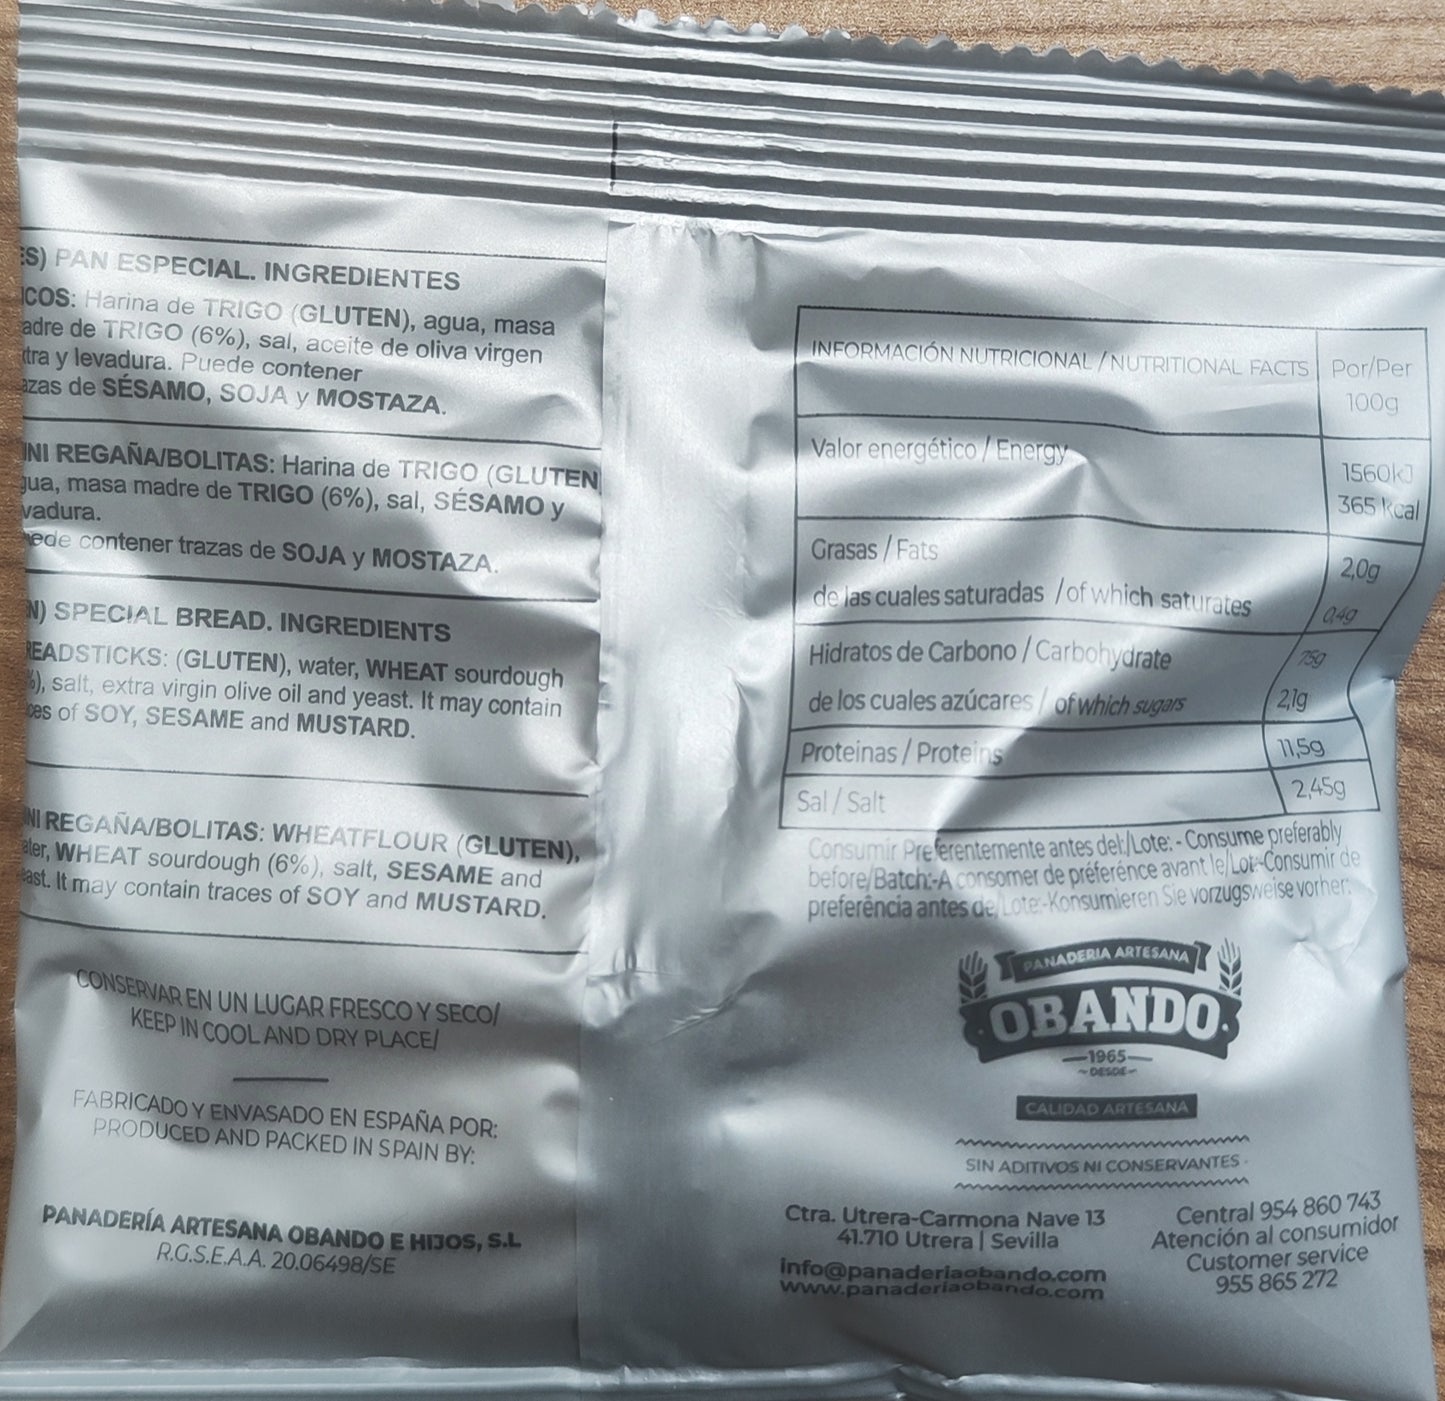 ES) PAN ESPECIAL. INGREDIENTES
ICOS: Harina de TRIGO (GLUTEN), agua, masa
adre de TRIGO (6%), sal, aceite de oliva virgen
tra y levadura. Puede contener
azas de SÉSAMO, SOJA y MOSTAZA.
INI REGAÑA/BOLITAS: Harina de TRIGO (GLUTEN
gua, masa madre de TRIGO (6%), sal, SÉSAMO y
vadura.
ede contener trazas de SOJA y MOSTAZA.
N) SPECIAL BREAD. INGREDIENTS
READSTICKS: (GLUTEN), water, WHEAT sourdough
%), salt, extra virgin olive oil and yeast. It may contain
ces of SOY, SESAME and MUSTARD.
INI REGAÑA/BOLITAS: WHEATFLOUR (GLUTEN),
ater, WHEAT sourdough (6%), salt, SESAME and
east. It may contain traces of SOY and MUSTARD.
CONSERVAR EN UN LUGAR FRESCO Y SECO/
KEEP IN COOL AND DRY PLACE/
FABRICADO Y ENVASADO EN ESPAÑA POR:
PRODUCED AND PACKED IN SPAIN BY:
PANADERÍA ARTESANA OBANDO E HIJOS, S.L
R.G.S.E.A.A. 20.06498/SE
INFORMACIÓN NUTRICIONAL / NUTRITIONAL FACTS Por/Per
100g
Valor energético / Energy 1560kJ
365 kcal
Grasas / Fats 2,0g
de las cuales saturadas / of which saturates 0,4g
Hidratos de Carbono / Carbohydrate 75g
de los cuales azúcares / of which sugars 2,1g
Proteinas / Proteins 11,5g
Sal / Salt 2,45g
Consumir Preferentemente antes del:/Lote: - Consume preferably
before/Batch:-A consomer de préférence avant le/Lot:-Consumir de
preferência antes de/Lote:-Konsumieren Sie vorzugsweise vorher:
PANADERIA ARTESANA
OBANDO
1965
DESDE
CALIDAD ARTESANA
SIN ADITIVOS NI CONSERVANTES
Ctra. Utrera-Carmona Nave 13
41.710 Utrera | Sevilla
info@panaderiaobando.com
www.panaderiaobando.com
Central 954 860 743
Atención al consumidor
Customer service
955 865 272